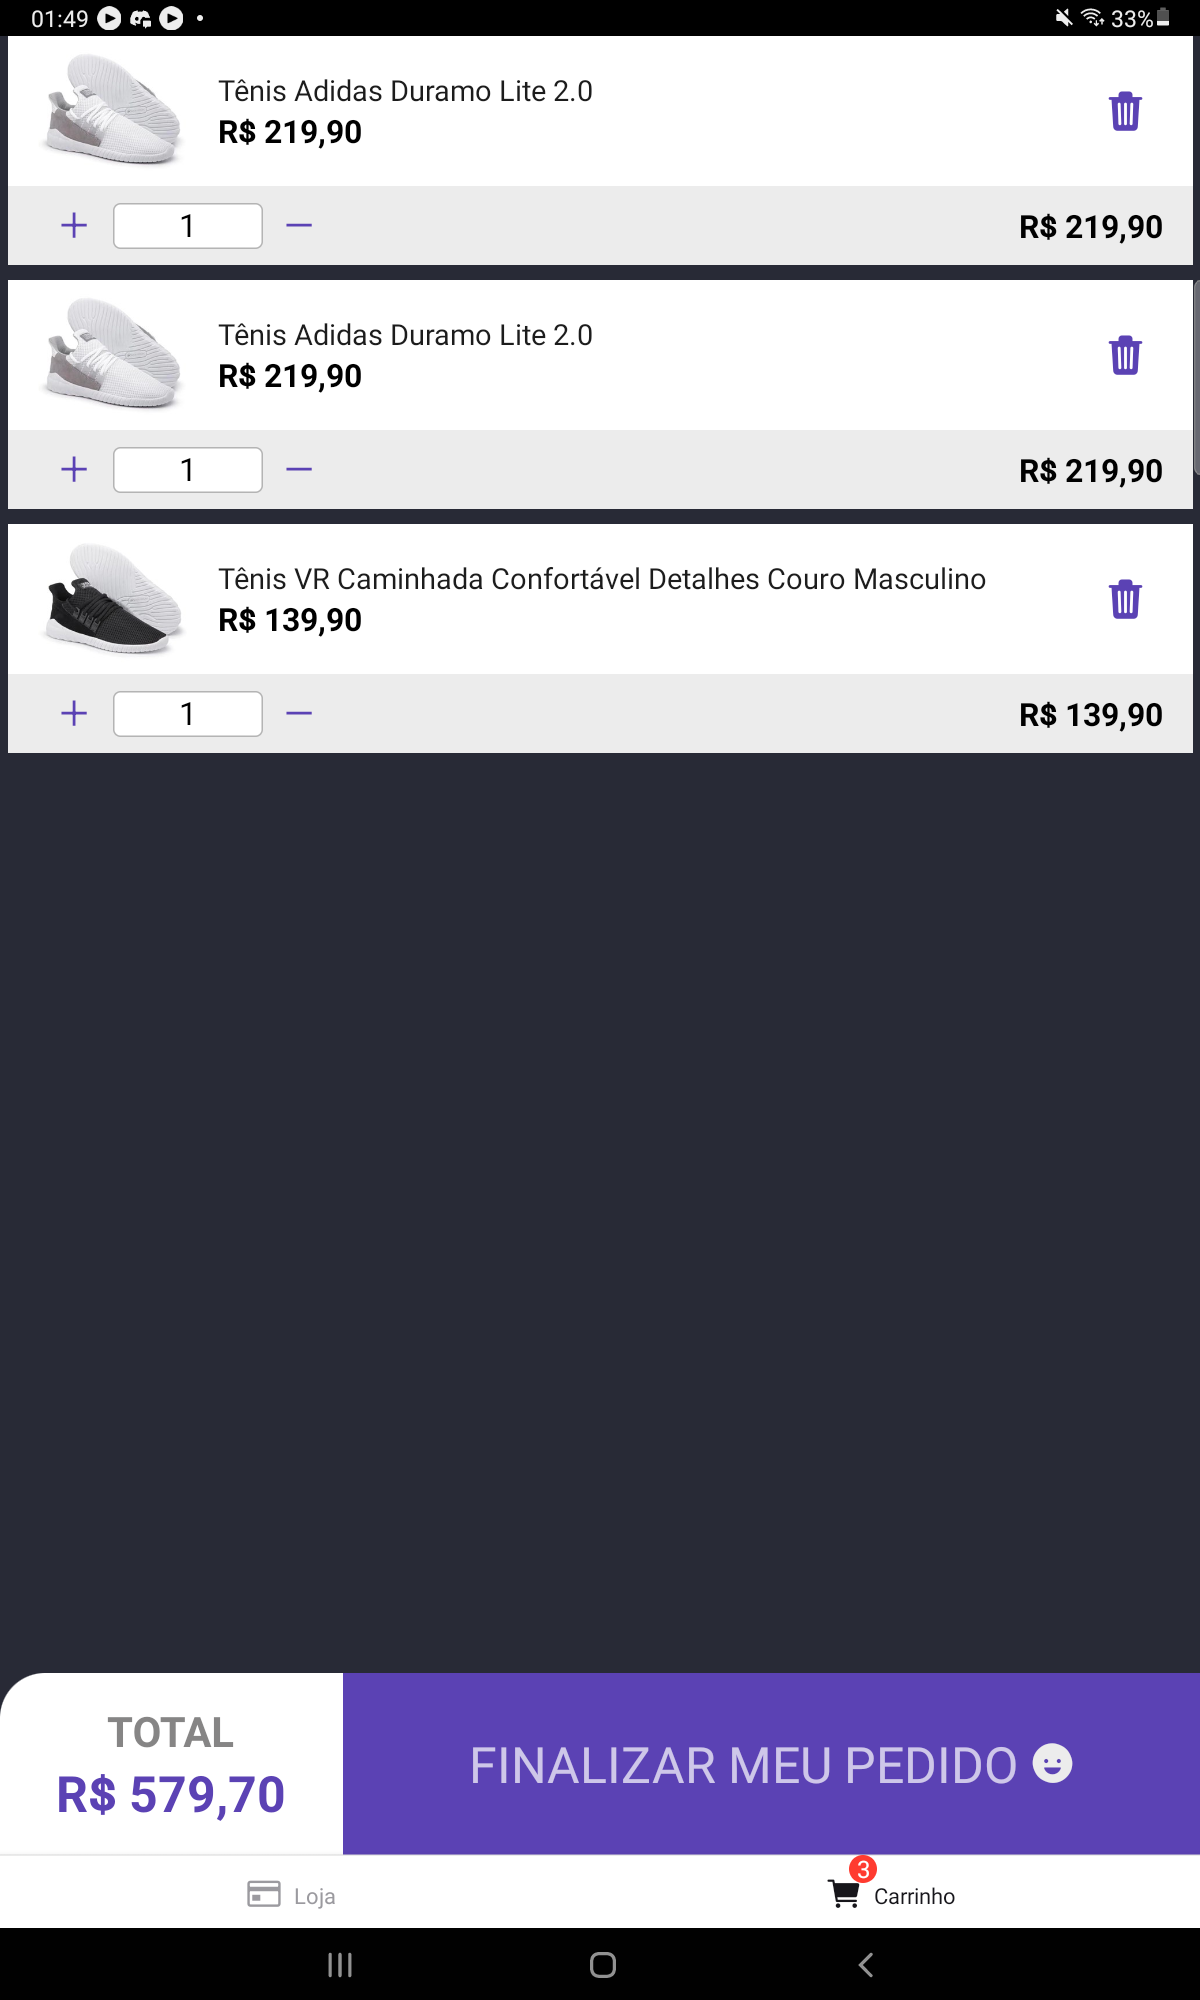 01:49
33%
Tênis Adidas Duramo Lite 2.0
R$ 219,90
1
R$ 219,90
Tênis Adidas Duramo Lite 2.0
R$ 219,90
1
R$ 219,90
Tênis VR Caminhada Confortável Detalhes Couro Masculino
R$ 139,90
1
R$ 139,90
TOTAL
R$ 579,70
FINALIZAR MEU PEDIDO
Loja
3
Carrinho